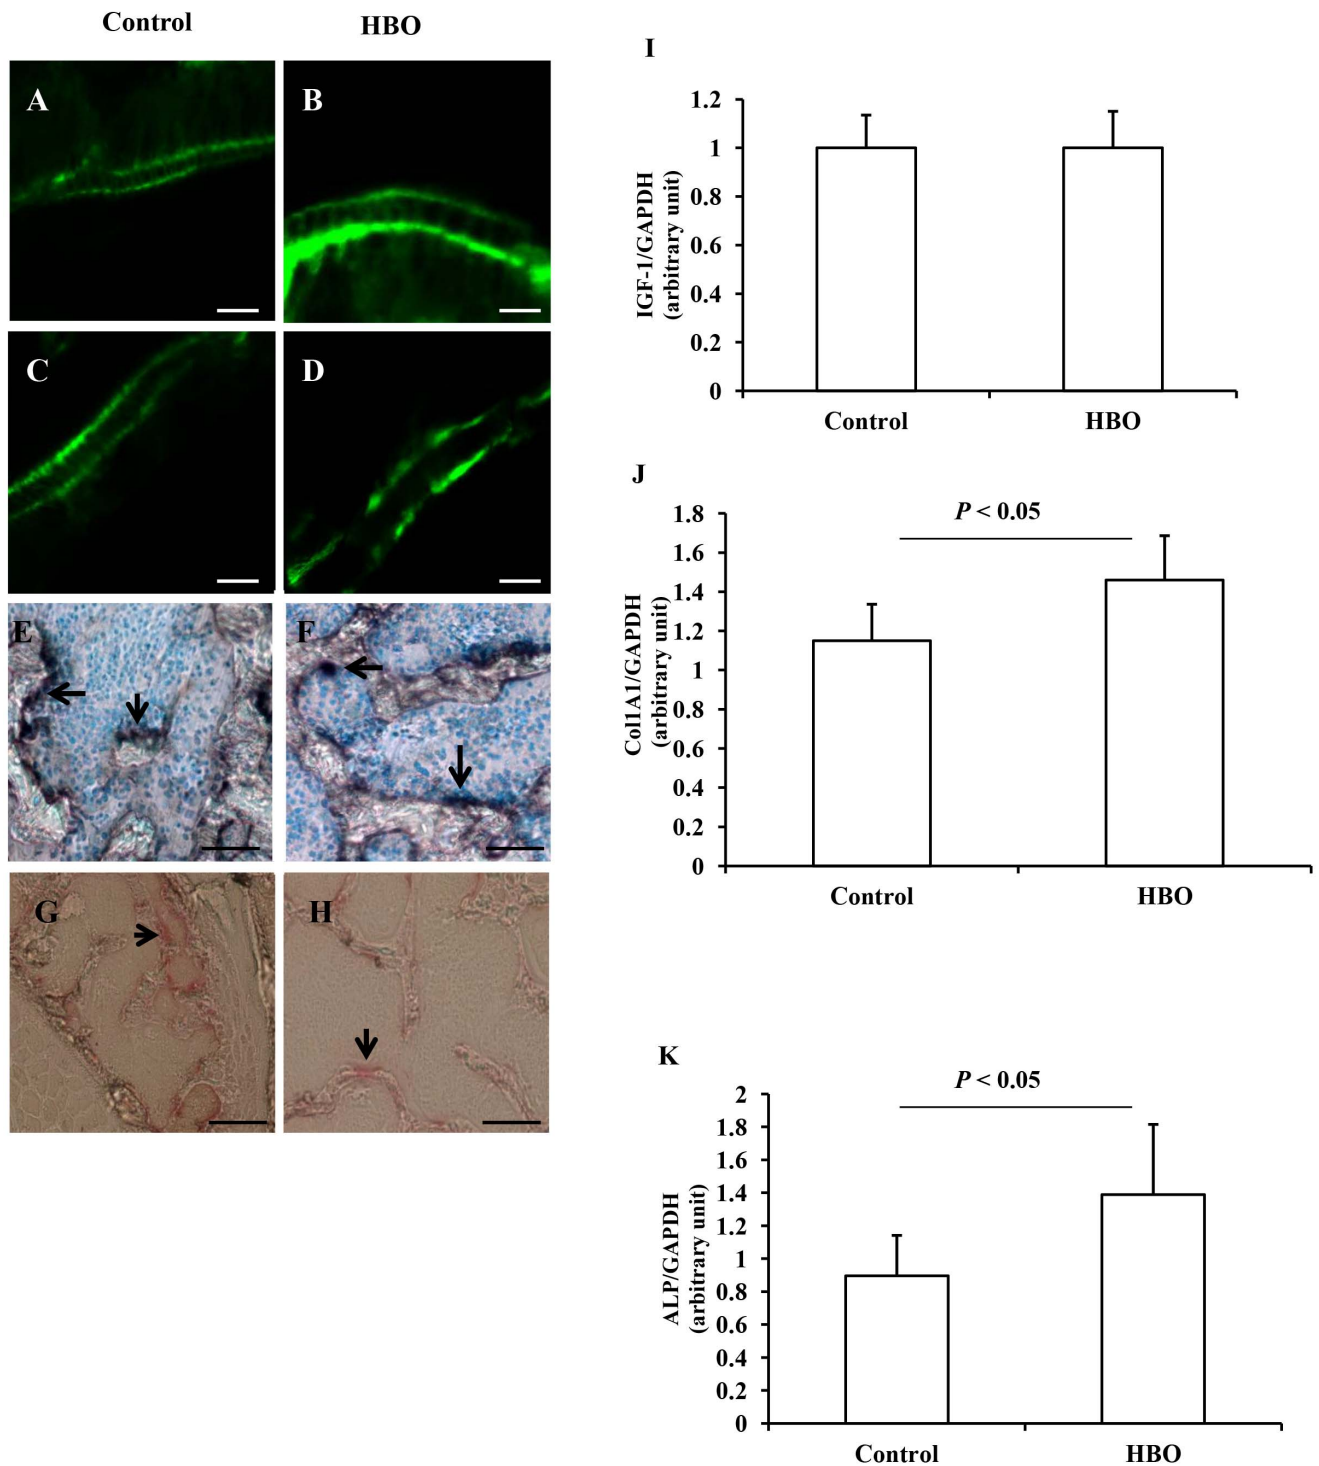 Control HBO
A B
C D
E F
G H
I
1.2
1
0.8
0.6
0.4
0.2
0
IGF-1/GAPDH
(arbitrary unit)
Control HBO
J
P < 0.05
1.8
1.6
1.4
1.2
1
0.8
0.6
0.4
0.2
0
Col1A1/GAPDH
(arbitrary unit)
Control HBO
K
P < 0.05
2
1.8
1.6
1.4
1.2
1
0.8
0.6
0.4
0.2
0
ALP/GAPDH
(arbitrary unit)
Control HBO